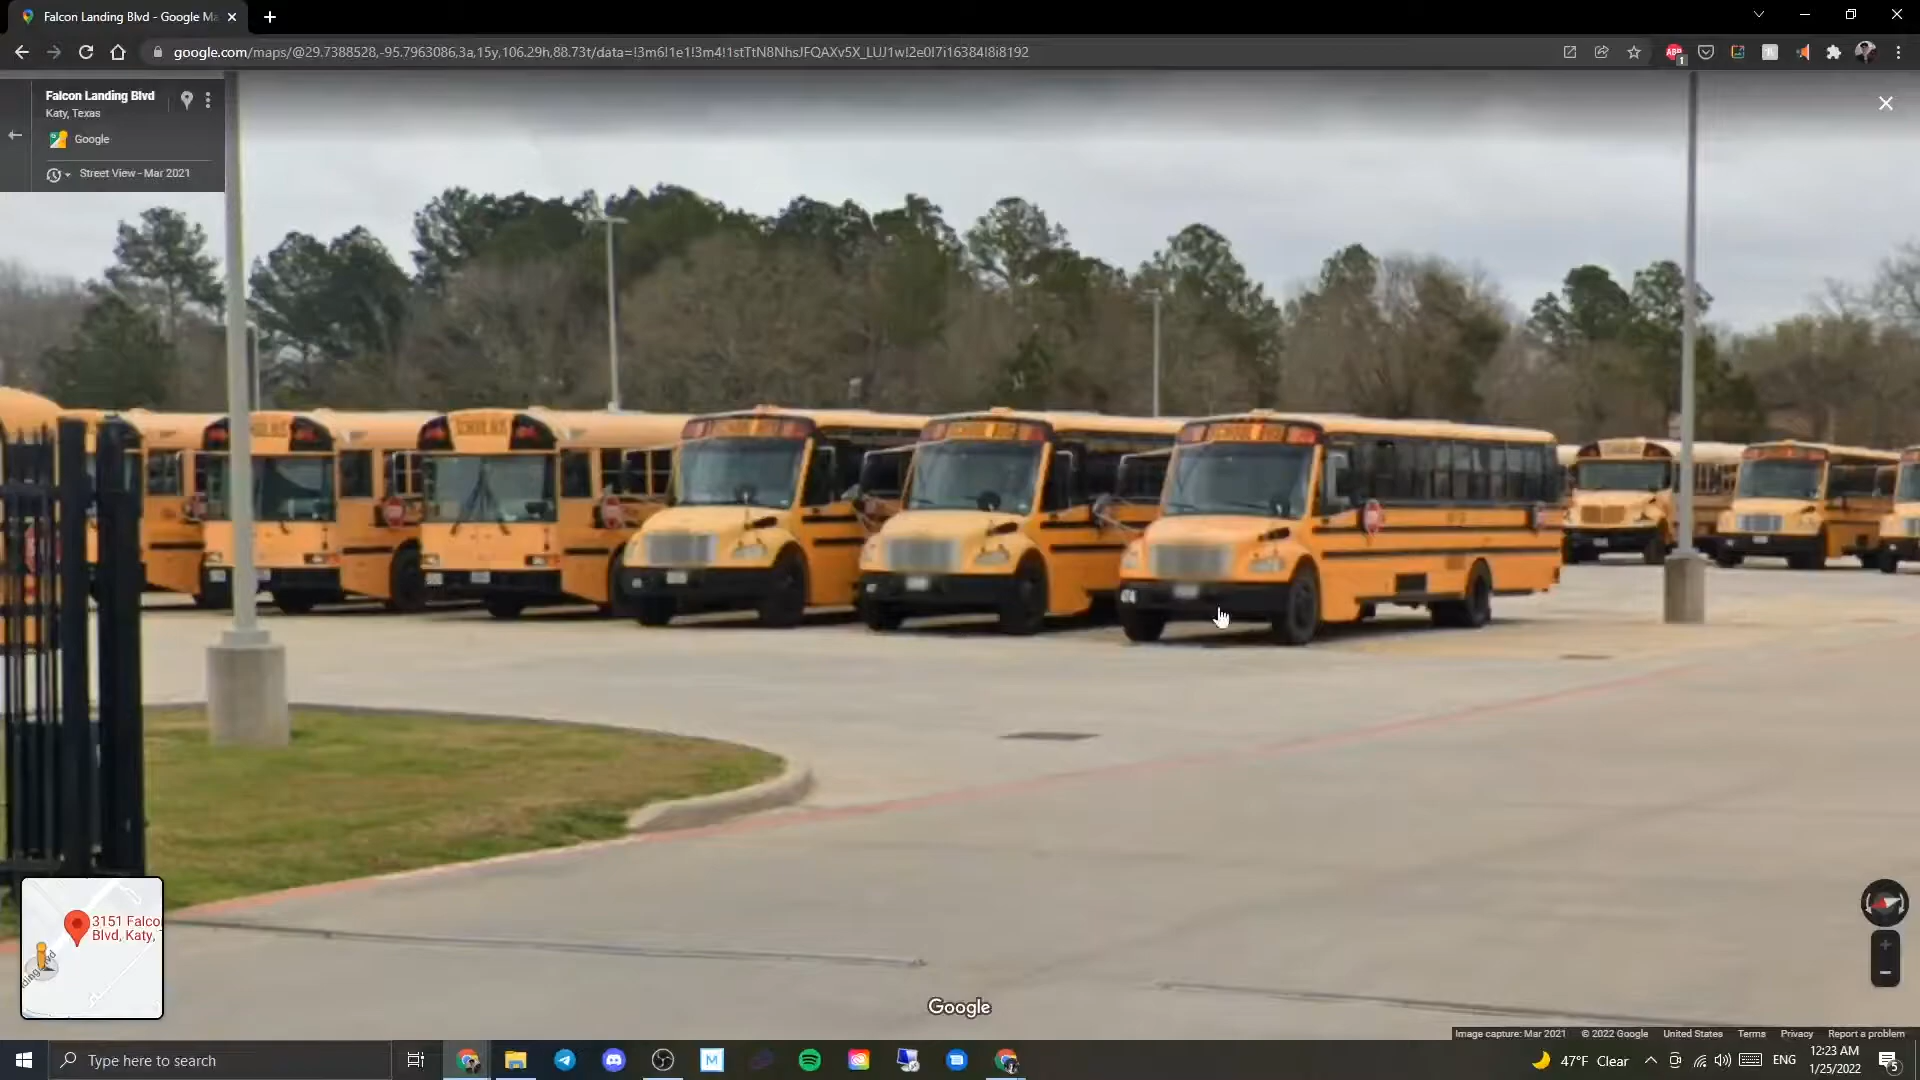 Falcon Landing Blvd - Google Ma
google.com/maps/@29.7388528,-95.7963086,3a,15y,106.29h,88.73t/data=!3m6!1e1!3m4!1stTtN8NhsJFQAXv5X_LUJ1w!2e0!7i16384!8i8192
ABP
1
Falcon Landing Blvd
Katy, Texas
Google
Street View - Mar 2021
3151 Falco
Blvd, Katy,
Google
Image capture: Mar 2021 © 2022 Google United States Terms Privacy Report a problem
Type here to search
M
47°F Clear
ENG
12:23 AM
1/25/2022
5